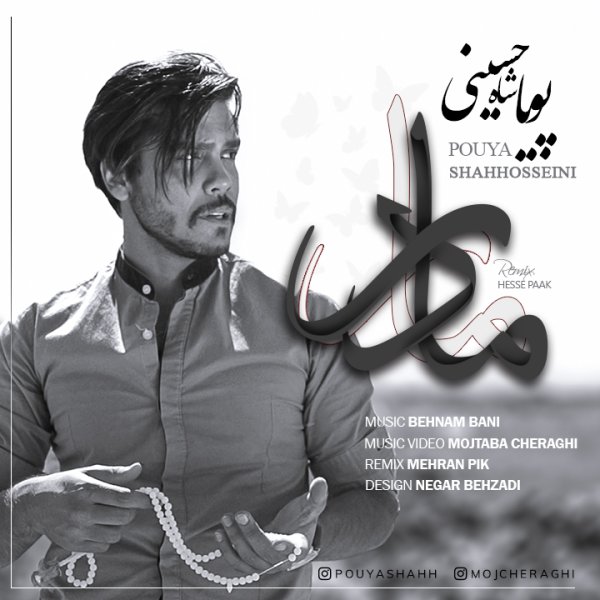 پویا شاه حسینی
POUYA
SHAHHOSSEINI
مادر
Remix
HESSE PAAK
MUSIC BEHNAM BANI
MUSIC VIDEO MOJTABA CHERAGHI
REMIX MEHRAN PIK
DESIGN NEGAR BEHZADI
POUYASHAHH MOJCHERAGHI